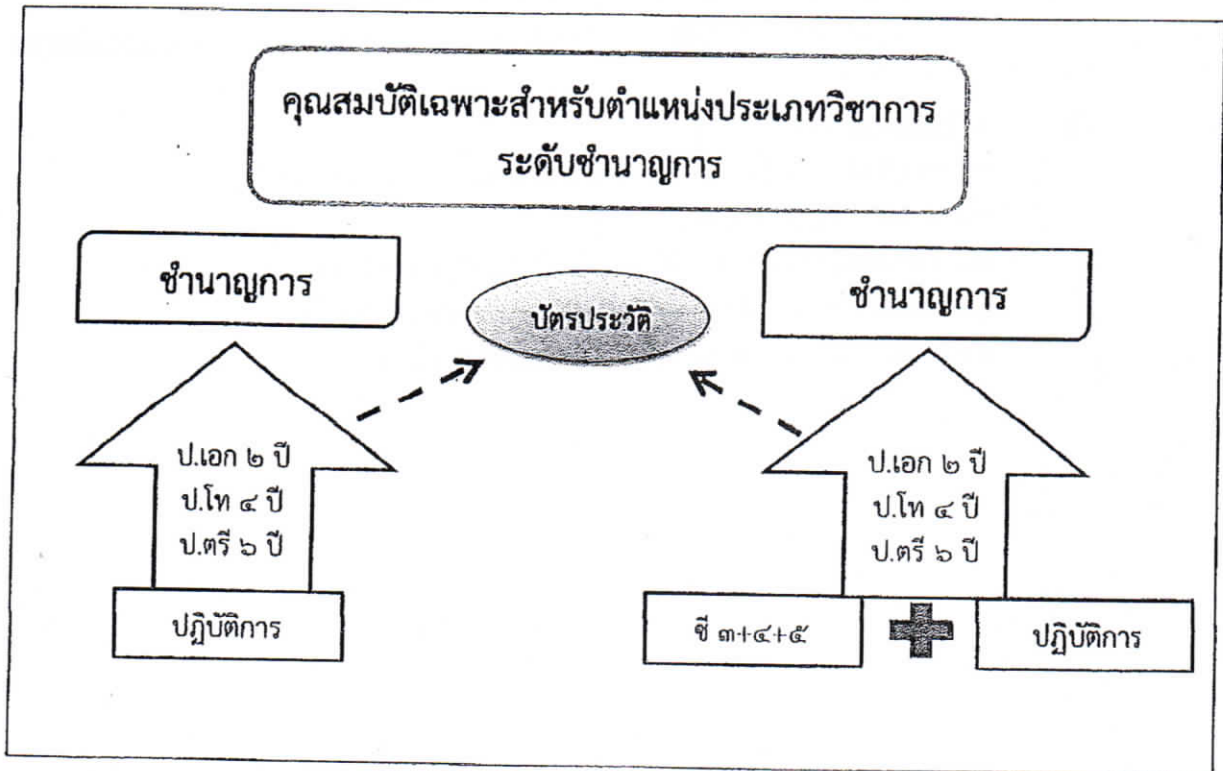 คุณสมบัติเฉพาะสำหรับตำแหน่งประเภทวิชาการ
ระดับชำนาญการ
ชำนาญการ
บัตรประวัติ
ชำนาญการ
ป.เอก ๒ ปี
ป.โท ๔ ปี
ป.ตรี ๖ ปี
ปฏิบัติการ
ป.เอก ๒ ปี
ป.โท ๔ ปี
ป.ตรี ๖ ปี
ซี ๓+๔+๕
ปฏิบัติการ